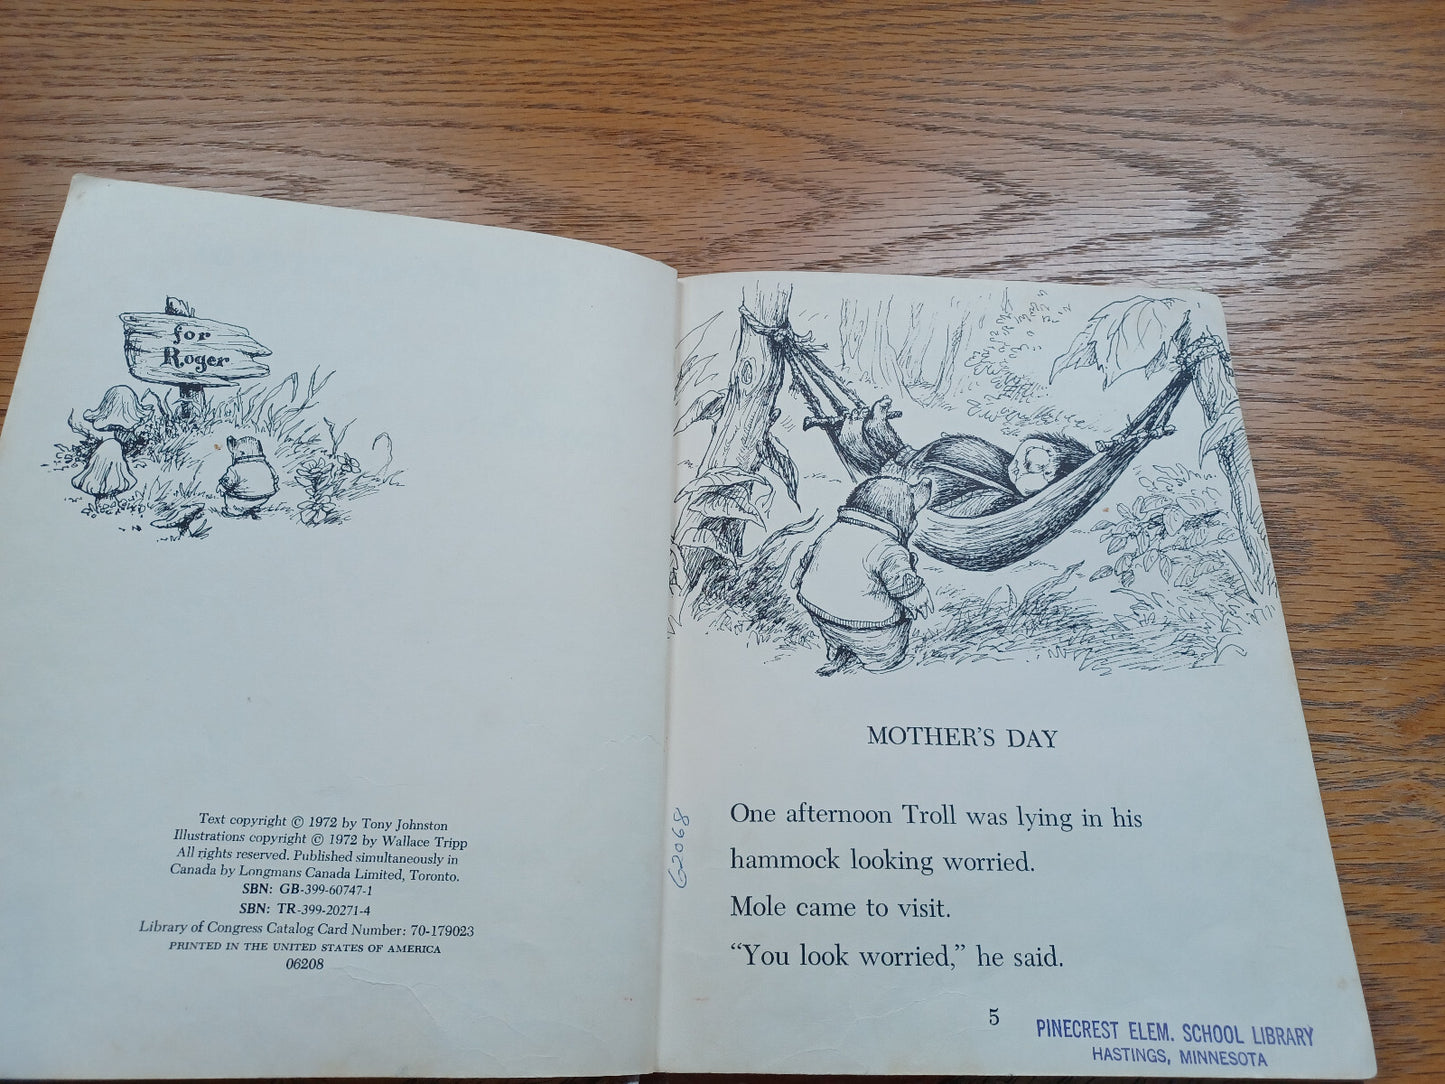 for
Roger
Text copyright © 1972 by Tony Johnston
Illustrations copyright © 1972 by Wallace Tripp
All rights reserved. Published simultaneously in
Canada by Longmans Canada Limited, Toronto.
SBN: GB-399-60747-1
SBN: TR-399-20271-4
Library of Congress Catalog Card Number: 70-179023
PRINTED IN THE UNITED STATES OF AMERICA
06208
62068
MOTHER'S DAY
One afternoon Troll was lying in his
hammock looking worried.
Mole came to visit.
“You look worried,” he said.
5
PINECREST ELEM. SCHOOL LIBRARY
HASTINGS, MINNESOTA